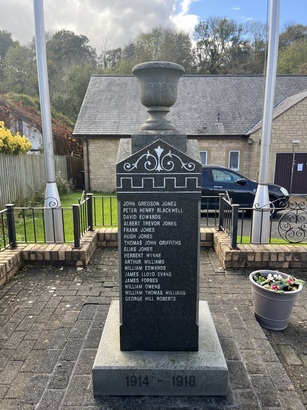 JOHN GREGSON JONES
PETER HENRY BLACKWELL
DAVID EDWARDS
ALBERT TREVOR JONES
FRANK JONES
HUGH JONES
THOMAS JOHN GRIFFITHS
ELIAS JONES
HERBERT WYNNE
ARTHUR WILLIAMS
WILLIAM EDWARDS
JAMES LLOYD EVANS
JAMES FORBES
WILLIAM OWENS
WILLIAM THOMAS WILLIAMS
GEORGE HILL ROBERTS
1914 - 1918